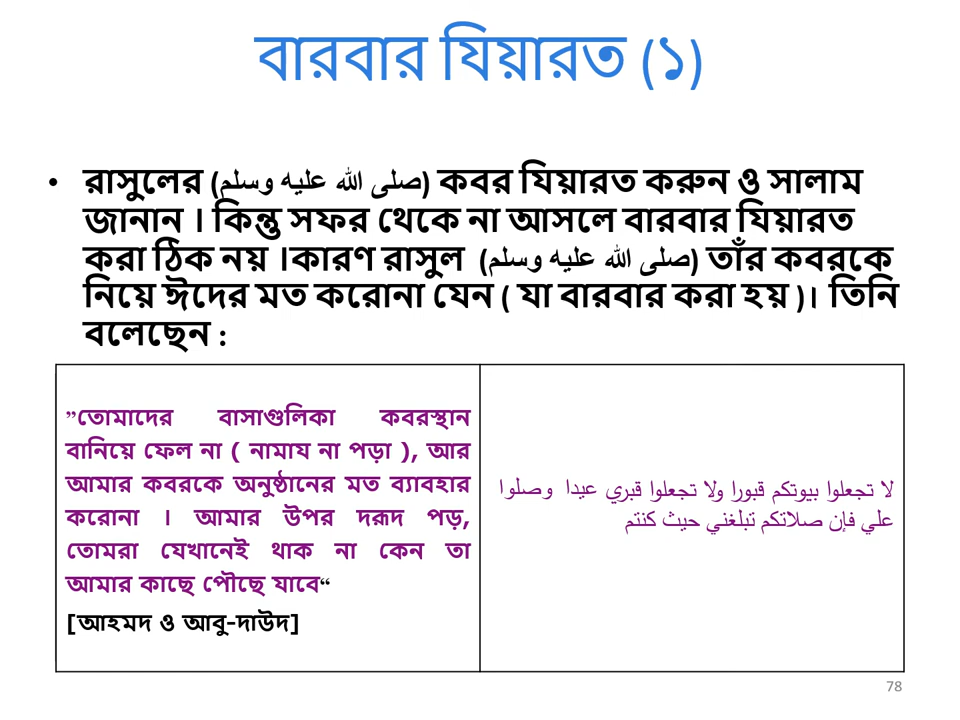 বারবার যিয়ারত (১)
• রাসুলের (صلى الله عليه وسلم) কবর যিয়ারত করুন ও সালাম
জানান । কিন্তু সফর থেকে না আসলে বারবার যিয়ারত
করা ঠিক নয় ।কারণ রাসুল (صلى الله عليه وسلم) তাঁর কবরকে
নিয়ে ঈদের মত করোনা যেন ( যা বারবার করা হয় )। তিনি
বলেছেন :
”তোমাদের বাসাগুলিকা কবরস্থান
বানিয়ে ফেল না ( নামায না পড়া ), আর
আমার কবরকে অনুষ্ঠানের মত ব্যাবহার
করোনা । আমার উপর দরূদ পড়,
তোমরা যেখানেই থাক না কেন তা
আমার কাছে পৌছে যাবে“
[আহমদ ও আবু-দাউদ]
لا تجعلوا بيوتكم قبورا ولا تجعلوا قبري عيدا وصلوا
علي فإن صلاتكم تبلغني حيث كنتم
78